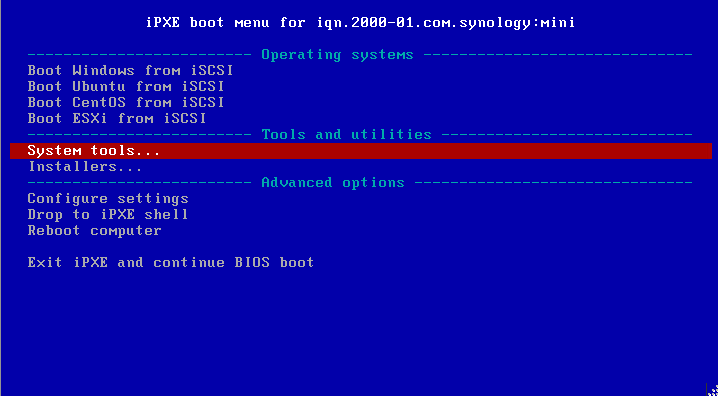 iPXE boot menu for iqn.2000-01.com.synology:mini
------------------------- Operating systems ------------------------------
Boot Windows from iSCSI
Boot Ubuntu from iSCSI
Boot CentOS from iSCSI
Boot ESXi from iSCSI
------------------------- Tools and utilities ----------------------------
System tools...
Installers...
------------------------- Advanced options -------------------------------
Configure settings
Drop to iPXE shell
Reboot computer
Exit iPXE and continue BIOS boot